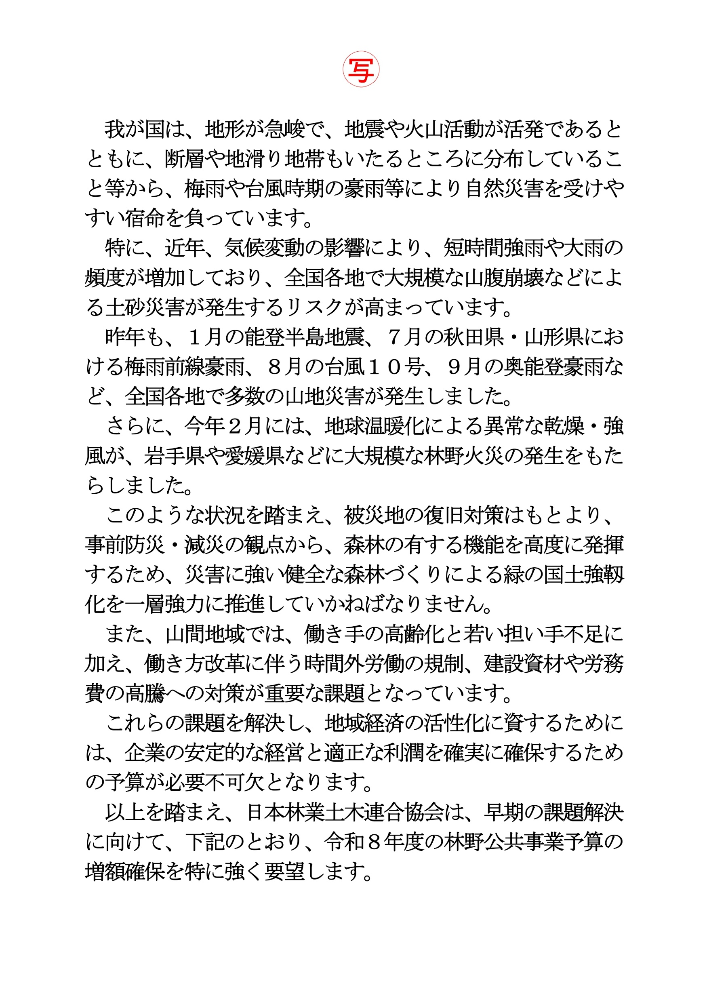 写
我が国は、地形が急峻で、地震や火山活動が活発であると
ともに、断層や地滑り地帯もいたるところに分布しているこ
と等から、梅雨や台風時期の豪雨等により自然災害を受けや
すい宿命を負っています。
特に、近年、気候変動の影響により、短時間強雨や大雨の
頻度が増加しており、全国各地で大規模な山腹崩壊などによ
る土砂災害が発生するリスクが高まっています。
昨年も、１月の能登半島地震、７月の秋田県・山形県にお
ける梅雨前線豪雨、８月の台風１０号、９月の奥能登豪雨な
ど、全国各地で多数の山地災害が発生しました。
さらに、今年２月には、地球温暖化による異常な乾燥・強
風が、岩手県や愛媛県などに大規模な林野火災の発生をもた
らしました。
このような状況を踏まえ、被災地の復旧対策はもとより、
事前防災・減災の観点から、森林の有する機能を高度に発揮
するため、災害に強い健全な森林づくりによる緑の国土強靱
化を一層強力に推進していかねばなりません。
また、山間地域では、働き手の高齢化と若い担い手不足に
加え、働き方改革に伴う時間外労働の規制、建設資材や労務
費の高騰への対策が重要な課題となっています。
これらの課題を解決し、地域経済の活性化に資するために
は、企業の安定的な経営と適正な利潤を確実に確保するため
の予算が必要不可欠となります。
以上を踏まえ、日本林業土木連合協会は、早期の課題解決
に向けて、下記のとおり、令和８年度の林野公共事業予算の
増額確保を特に強く要望します。